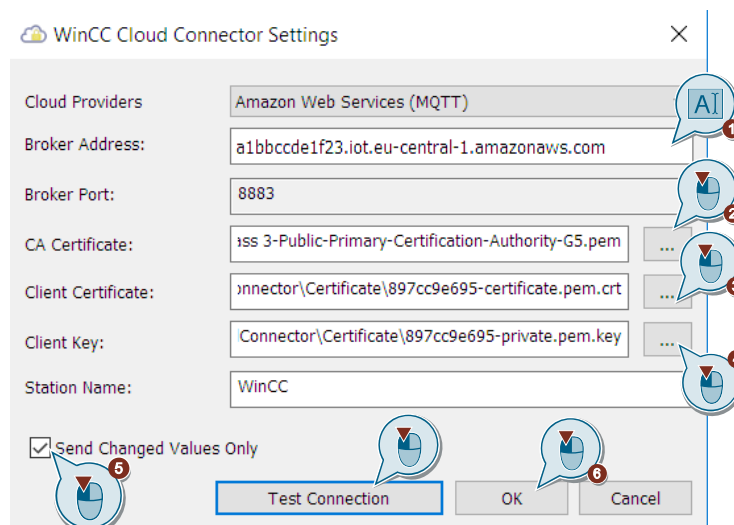 WinCC Cloud Connector Settings
Cloud Providers
Amazon Web Services (MQTT)
AI
1
Broker Address:
a1bbccde1f23.iot.eu-central-1.amazonaws.com
Broker Port:
8883
2
CA Certificate:
ass 3-Public-Primary-Certification-Authority-G5.pem
...
Client Certificate:
onnector\Certificate\897cc9e695-certificate.pem.crt
...
3
Client Key:
Connector\Certificate\897cc9e695-private.pem.key
...
4
Station Name:
WinCC
Send Changed Values Only
5
6
Test Connection
OK
Cancel